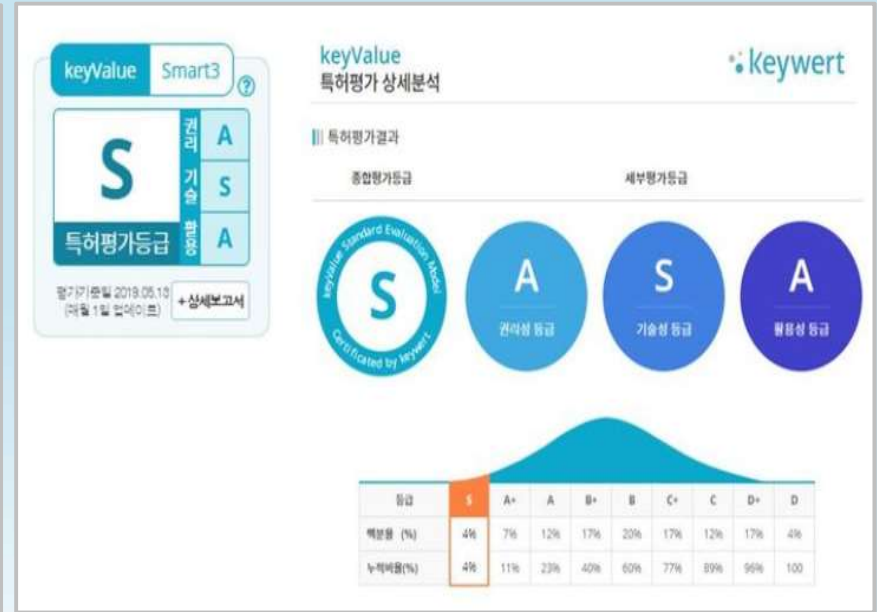 keyValue Smart3 ?
S
특허평가등급
권리 A
기술 S
활용 A
평가기준일 2019.05.13
(매월 1일 업데이트)
+상세보고서
keyValue
특허평가 상세분석
keywert
특허평가결과
종합평가등급 세부평가등급
keyValue Standard Evaluation Model
S
Certificated by keywert
A
권리성 등급
S
기술성 등급
A
활용성 등급
등급 S A+ A B+ B C+ C D+ D
백분율 (%) 4% 7% 12% 17% 20% 17% 12% 17% 4%
누적비율(%) 4% 11% 23% 40% 60% 77% 89% 96% 100